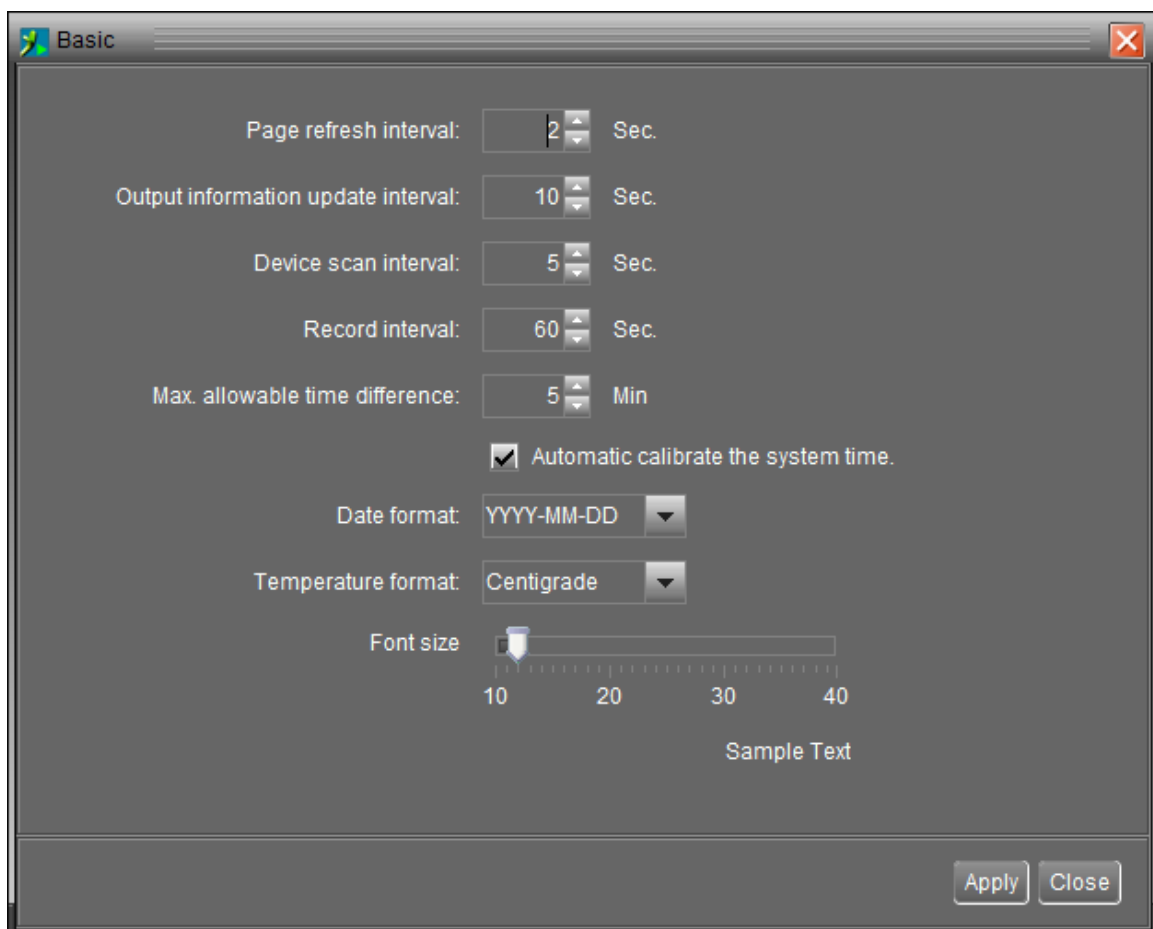 Basic
Page refresh interval: 2 Sec.
Output information update interval: 10 Sec.
Device scan interval: 5 Sec.
Record interval: 60 Sec.
Max. allowable time difference: 5 Min
Automatic calibrate the system time.
Date format: YYYY-MM-DD
Temperature format: Centigrade
Font size
10 20 30 40
Sample Text
Apply Close